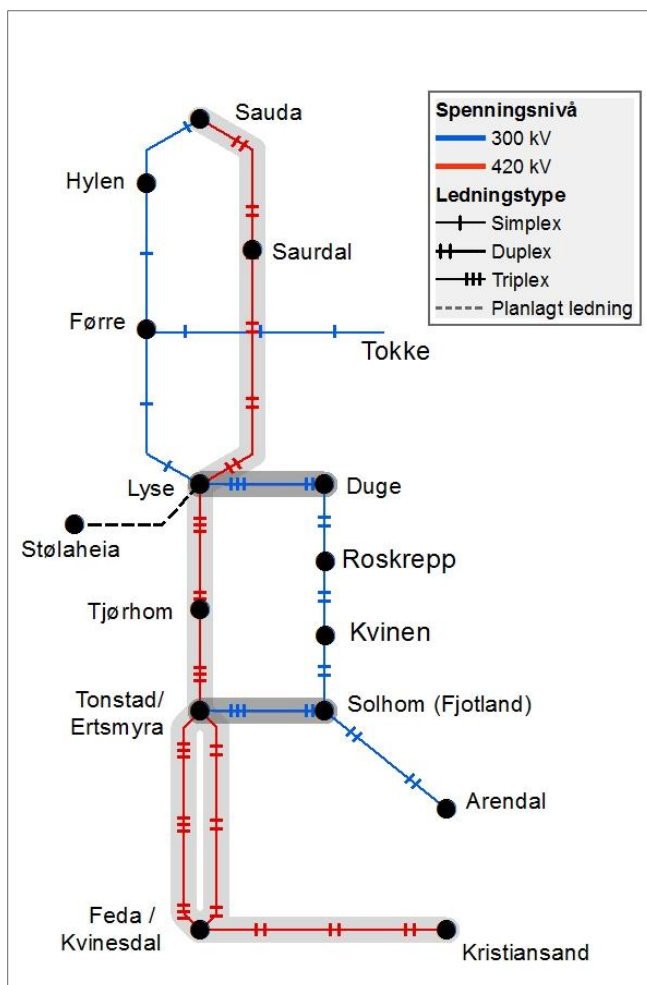 Sauda
Spenningsnivå
300 kV
420 kV
Ledningstype
Simplex
Duplex
Triplex
Planlagt ledning
Hylen
Saurdal
Førre
Tokke
Lyse
Duge
Stølaheia
Roskrepp
Tjørhom
Kvinen
Tonstad/
Ertsmyra
Solhom (Fjotland)
Arendal
Feda /
Kvinesdal
Kristiansand